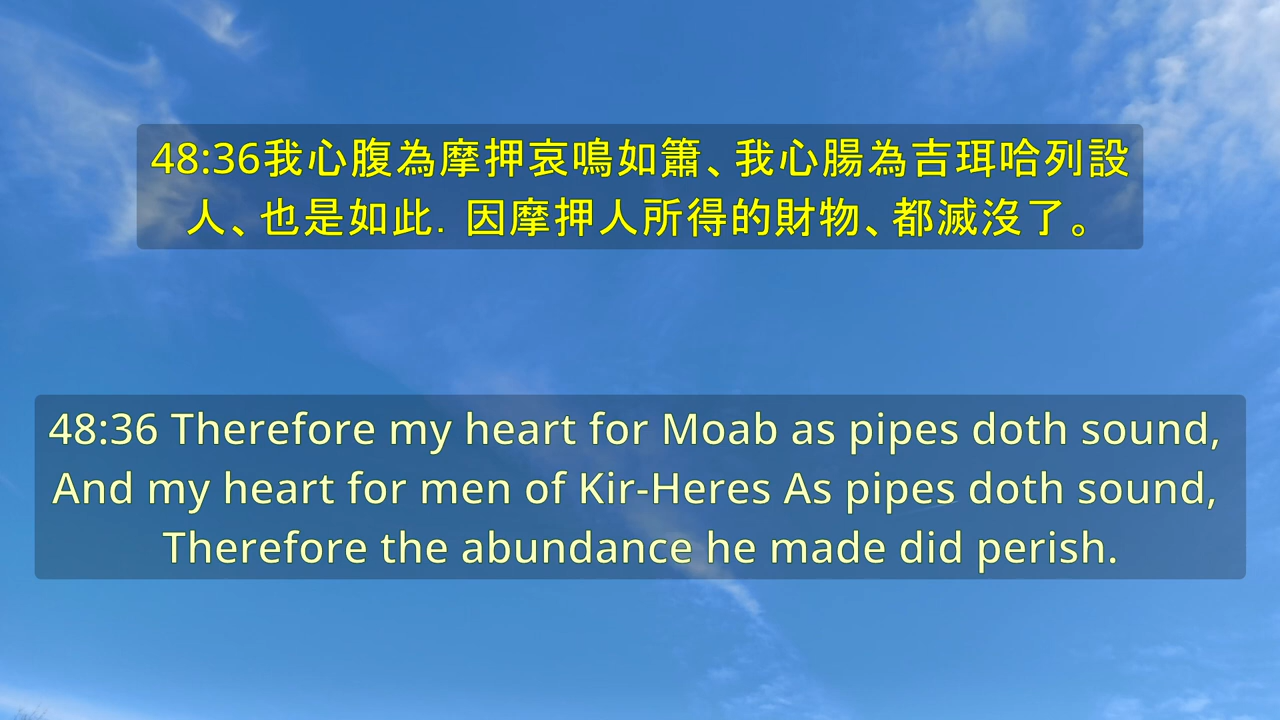 48:36我心腹為摩押哀鳴如簫、我心腸為吉珥哈列設
人、也是如此. 因摩押人所得的財物、都滅沒了。
48:36 Therefore my heart for Moab as pipes doth sound,
And my heart for men of Kir-Heres As pipes doth sound,
Therefore the abundance he made did perish.